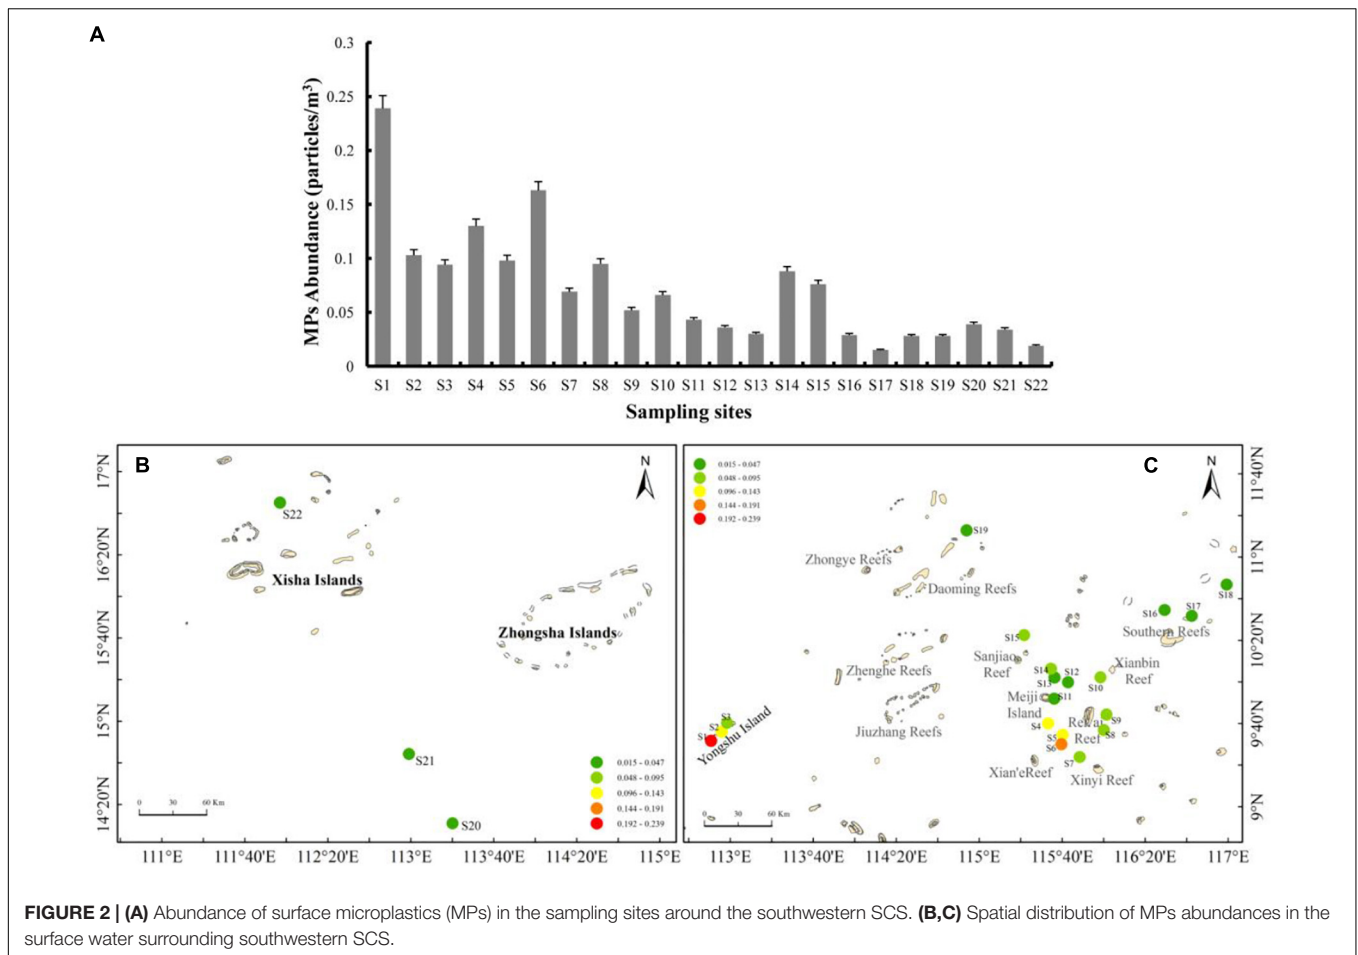 A
0.3
0.25
0.2
0.15
0.1
0.05
0
MPs Abundance (particles/m³)
S1 S2 S3 S4 S5 S6 S7 S8 S9 S10 S11 S12 S13 S14 S15 S16 S17 S18 S19 S20 S21 S22
Sampling sites
B
N
17°N
16°20'N
15°40'N
15°N
14°20'N
S22
Xisha Islands
Zhongsha Islands
S21
S20
0.015 - 0.047
0.048 - 0.095
0.096 - 0.143
0.144 - 0.191
0.192 - 0.239
0 30 60 Km
111°E 111°40'E 112°20'E 113°E 113°40'E 114°20'E 115°E
C
N
0.015 - 0.047
0.048 - 0.095
0.096 - 0.143
0.144 - 0.191
0.192 - 0.239
11°40'N
11°N
10°20'N
9°40'N
9°N
S19
Zhongye Reefs
Daoming Reefs
S18
S16
S17
Southern Reefs
S15
Sanjiao
Reef
Zhenghe Reefs
S14
S12
S13
Xianbin
Reef
S10
S11
Meiji
Island
Jiuzhang Reefs
S3
S2
S1
Yongshu Island
S4
S9
S5
S8
Reef
S6
S7
Xian'eReef
Xinyi Reef
0 30 60 Km
113°E 113°40'E 114°20'E 115°E 115°40'E 116°20'E 117°E
FIGURE 2 | (A) Abundance of surface microplastics (MPs) in the sampling sites around the southwestern SCS. (B,C) Spatial distribution of MPs abundances in the
surface water surrounding southwestern SCS.